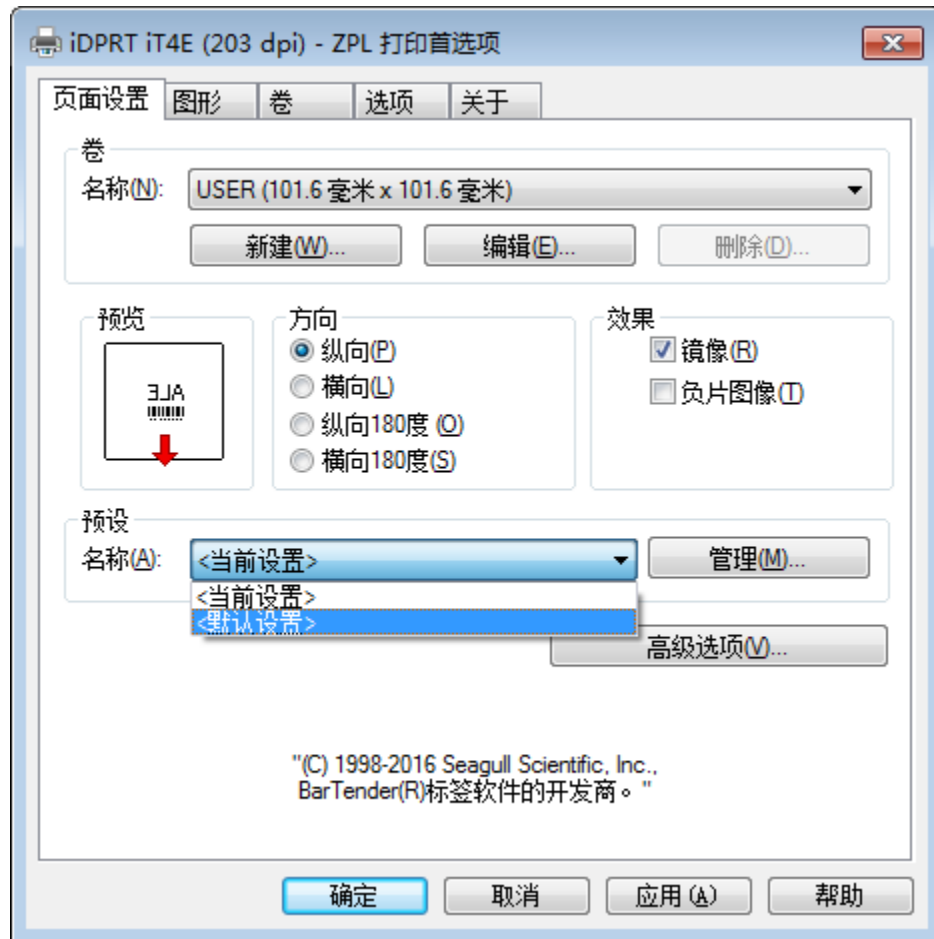 iDPRT iT4E (203 dpi) - ZPL 打印首选项
页面设置 图形 卷 选项 关于
卷
名称(N): USER (101.6 毫米 x 101.6 毫米)
新建(W)... 编辑(E)... 删除(D)...
预览 方向 效果
纵向(P) 镜像(R)
横向(L) 负片图像(T)
纵向180度 (O)
横向180度(S)
ALE
预设
名称(A): <当前设置> 管理(M)...
<当前设置>
<默认设置>
高级选项(V)...
"(C) 1998-2016 Seagull Scientific, Inc.,
BarTender(R)标签软件的开发商。"
确定 取消 应用 (A) 帮助